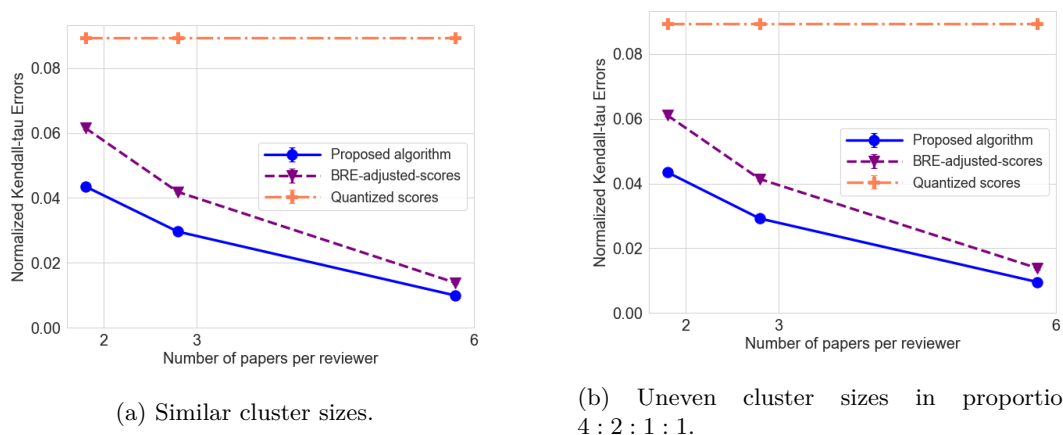 Normalized Kendall-tau Errors
0.08
0.06
0.04
0.02
0.00
Proposed algorithm
BRE-adjusted-scores
Quantized scores
2 3 6
Number of papers per reviewer
(a) Similar cluster sizes.
Normalized Kendall-tau Errors
0.08
0.06
0.04
0.02
0.00
Proposed algorithm
BRE-adjusted-scores
Quantized scores
2 3 6
Number of papers per reviewer
(b) Uneven cluster sizes in proportio
4 : 2 : 1 : 1.